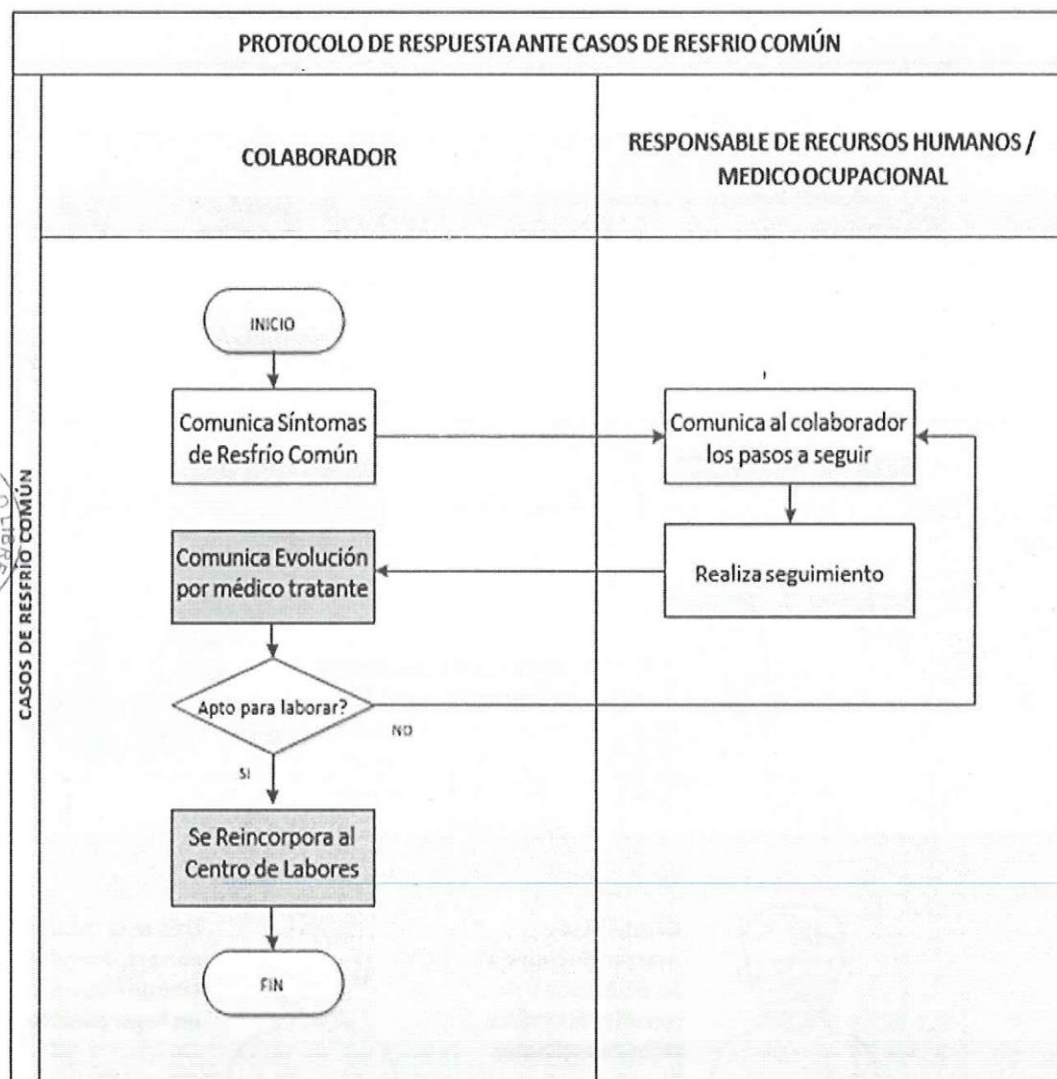 PROTOCOLO DE RESPUESTA ANTE CASOS DE RESFRIO COMÚN
COLABORADOR
RESPONSABLE DE RECURSOS HUMANOS /
MEDICO OCUPACIONAL
CASOS DE RESFRÍO COMÚN
INICIO
Comunica Síntomas
de Resfrío Común
Comunica al colaborador
los pasos a seguir
Comunica Evolución
por médico tratante
Realiza seguimiento
Apto para laborar?
NO
SI
Se Reincorpora al
Centro de Labores
FIN